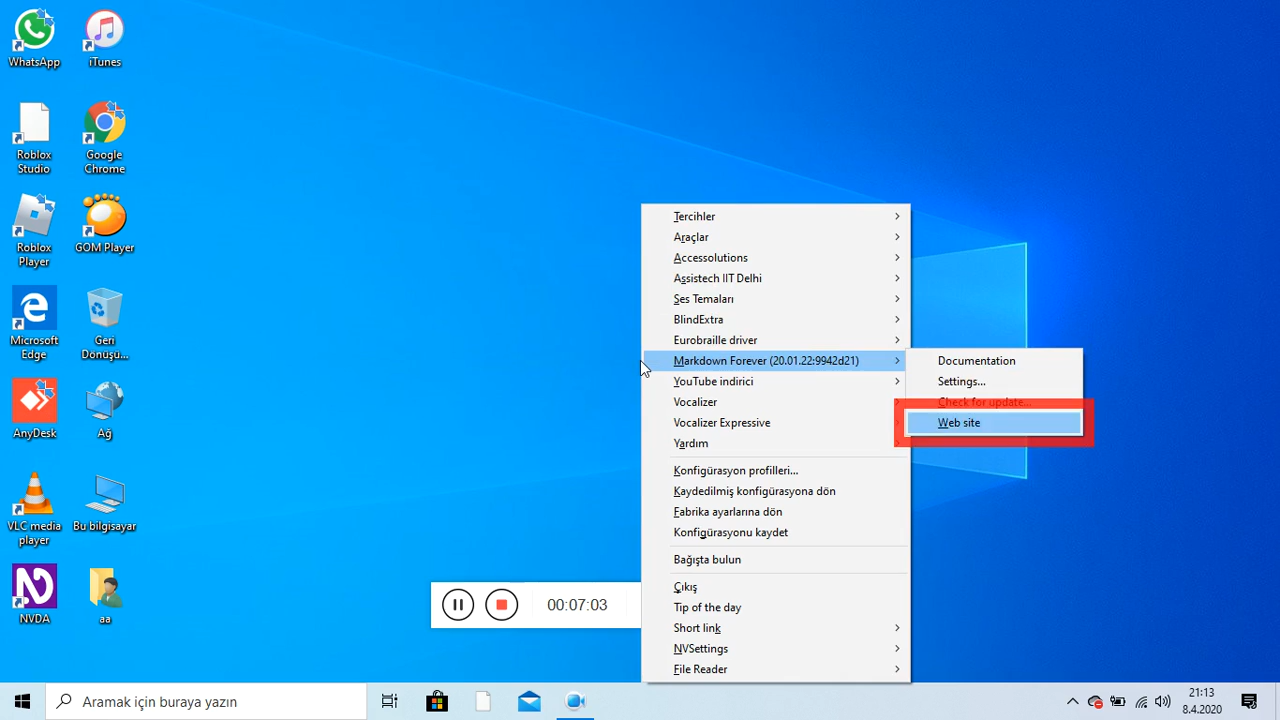 WhatsApp
iTunes
Roblox
Studio
Google
Chrome
Roblox
Player
GOM Player
Microsoft
Edge
Geri
Dönüşü...
AnyDesk
Ağ
VLC media
player
Bu bilgisayar
NVDA
aa
Tercihler
Araçlar
Accessolutions
Assistech IIT Delhi
Ses Temaları
BlindExtra
Eurobraille driver
Markdown Forever (20.01.22:9942d21)
YouTube indirici
Vocalizer
Vocalizer Expressive
Yardım
Konfigürasyon profilleri...
Kaydedilmiş konfigürasyona dön
Fabrika ayarlarına dön
Konfigürasyonu kaydet
Bağışta bulun
Çıkış
Tip of the day
Short link
NVSettings
File Reader
Documentation
Settings...
Check for update...
Web site
00:07:03
Aramak için buraya yazın
21:13
8.4.2020